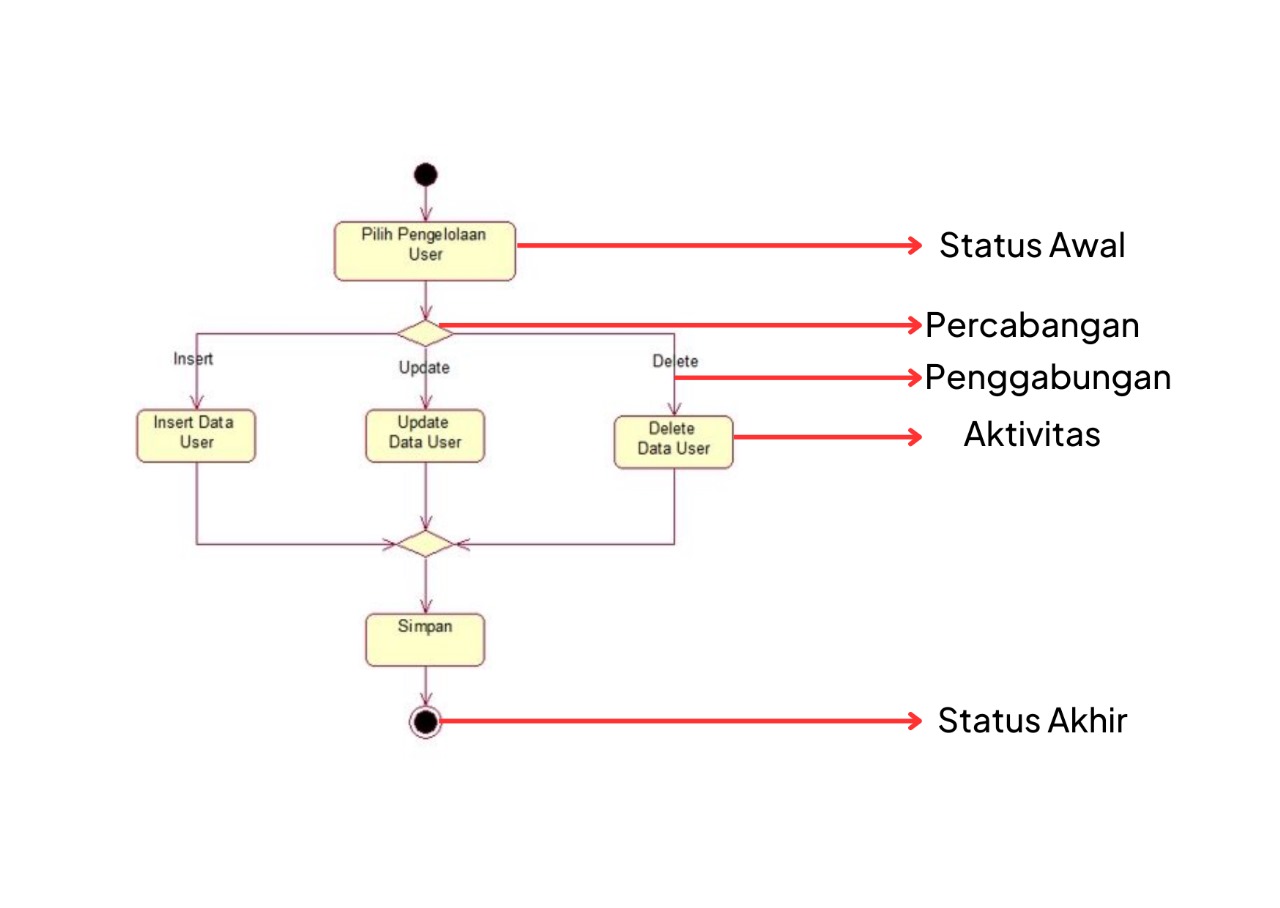 Pilih Pengelolaan
User
Status Awal
Percabangan
Insert
Update
Delete
Penggabungan
Insert Data
User
Update
Data User
Delete
Data User
Aktivitas
Simpan
Status Akhir